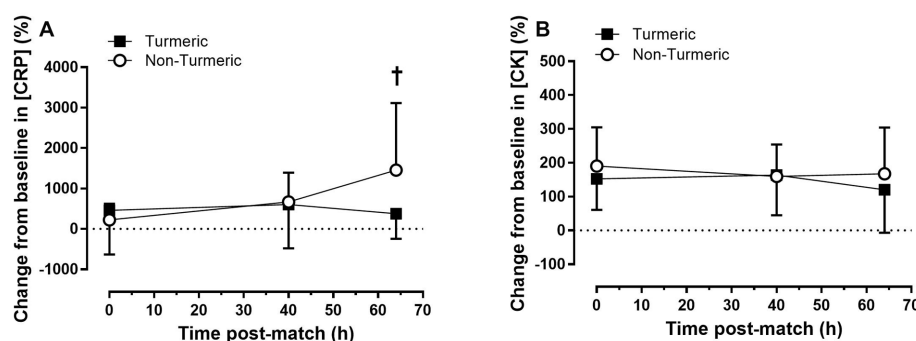 A
Turmeric
Non-Turmeric
Change from baseline in [CRP] (%)
4000
3000
2000
1000
0
-1000
†
0 10 20 30 40 50 60 70
Time post-match (h)
B
Turmeric
Non-Turmeric
Change from baseline in [CK] (%)
500
400
300
200
100
0
-100
0 10 20 30 40 50 60 70
Time post-match (h)